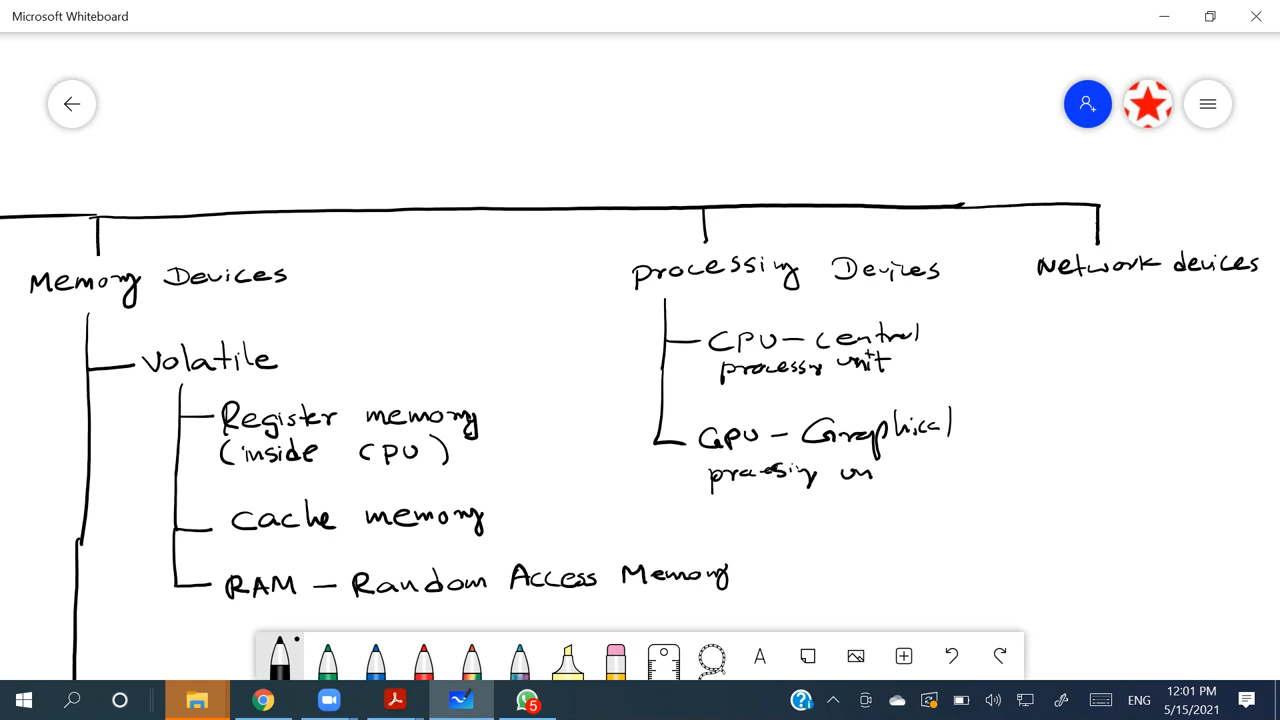 Microsoft Whiteboard
Memory Devices
Volatile
Register memory
(inside CPU)
Cache memory
RAM - Random Access Memory
Processing Devices
CPU - Central
processing unit
GPU - Graphical
processing un
Network devices
5
ENG
12:01 PM
5/15/2021